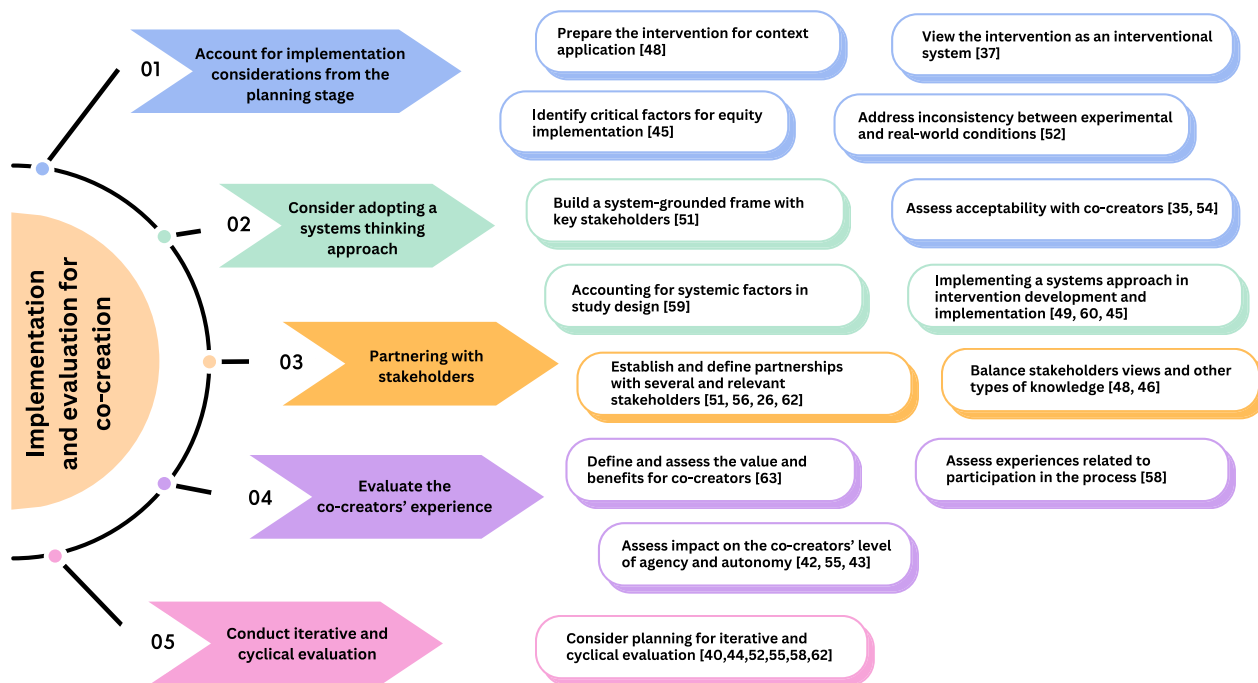 Implementation
and evaluation for
co-creation
01
Account for implementation
considerations from the
planning stage
Prepare the intervention for context
application [48]
View the intervention as an interventional
system [37]
Identify critical factors for equity
implementation [45]
Address inconsistency between experimental
and real-world conditions [52]
Assess acceptability with co-creators [35, 54]
02
Consider adopting a
systems thinking
approach
Build a system-grounded frame with
key stakeholders [51]
Accounting for systemic factors in
study design [59]
Implementing a systems approach in
intervention development and
implementation [49, 60, 45]
03
Partnering with
stakeholders
Establish and define partnerships
with several and relevant
stakeholders [51, 56, 26, 62]
Balance stakeholders views and other
types of knowledge [48, 46]
04
Evaluate the
co-creators’ experience
Define and assess the value and
benefits for co-creators [63]
Assess experiences related to
participation in the process [58]
Assess impact on the co-creators’ level
of agency and autonomy [42, 55, 43]
05
Conduct iterative and
cyclical evaluation
Consider planning for iterative and
cyclical evaluation [40,44,52,55,58,62]